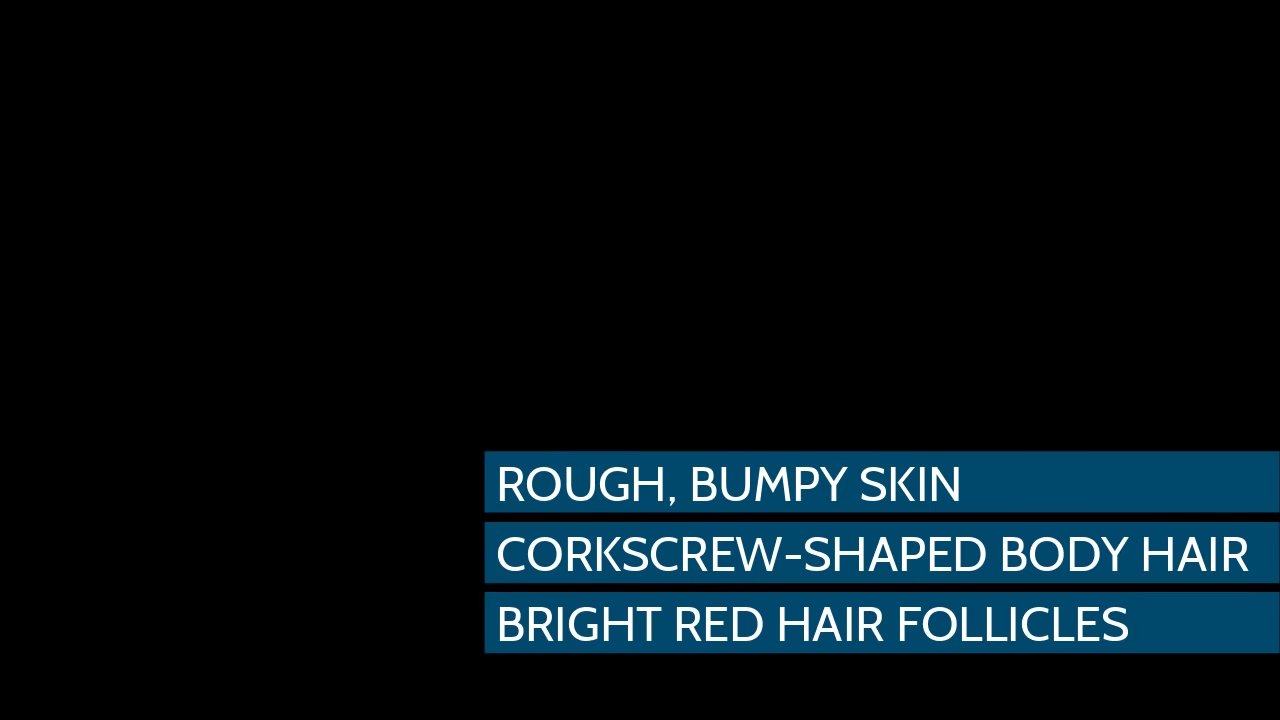 ROUGH, BUMPY SKIN
CORKSCREW-SHAPED BODY HAIR
BRIGHT RED HAIR FOLLICLES